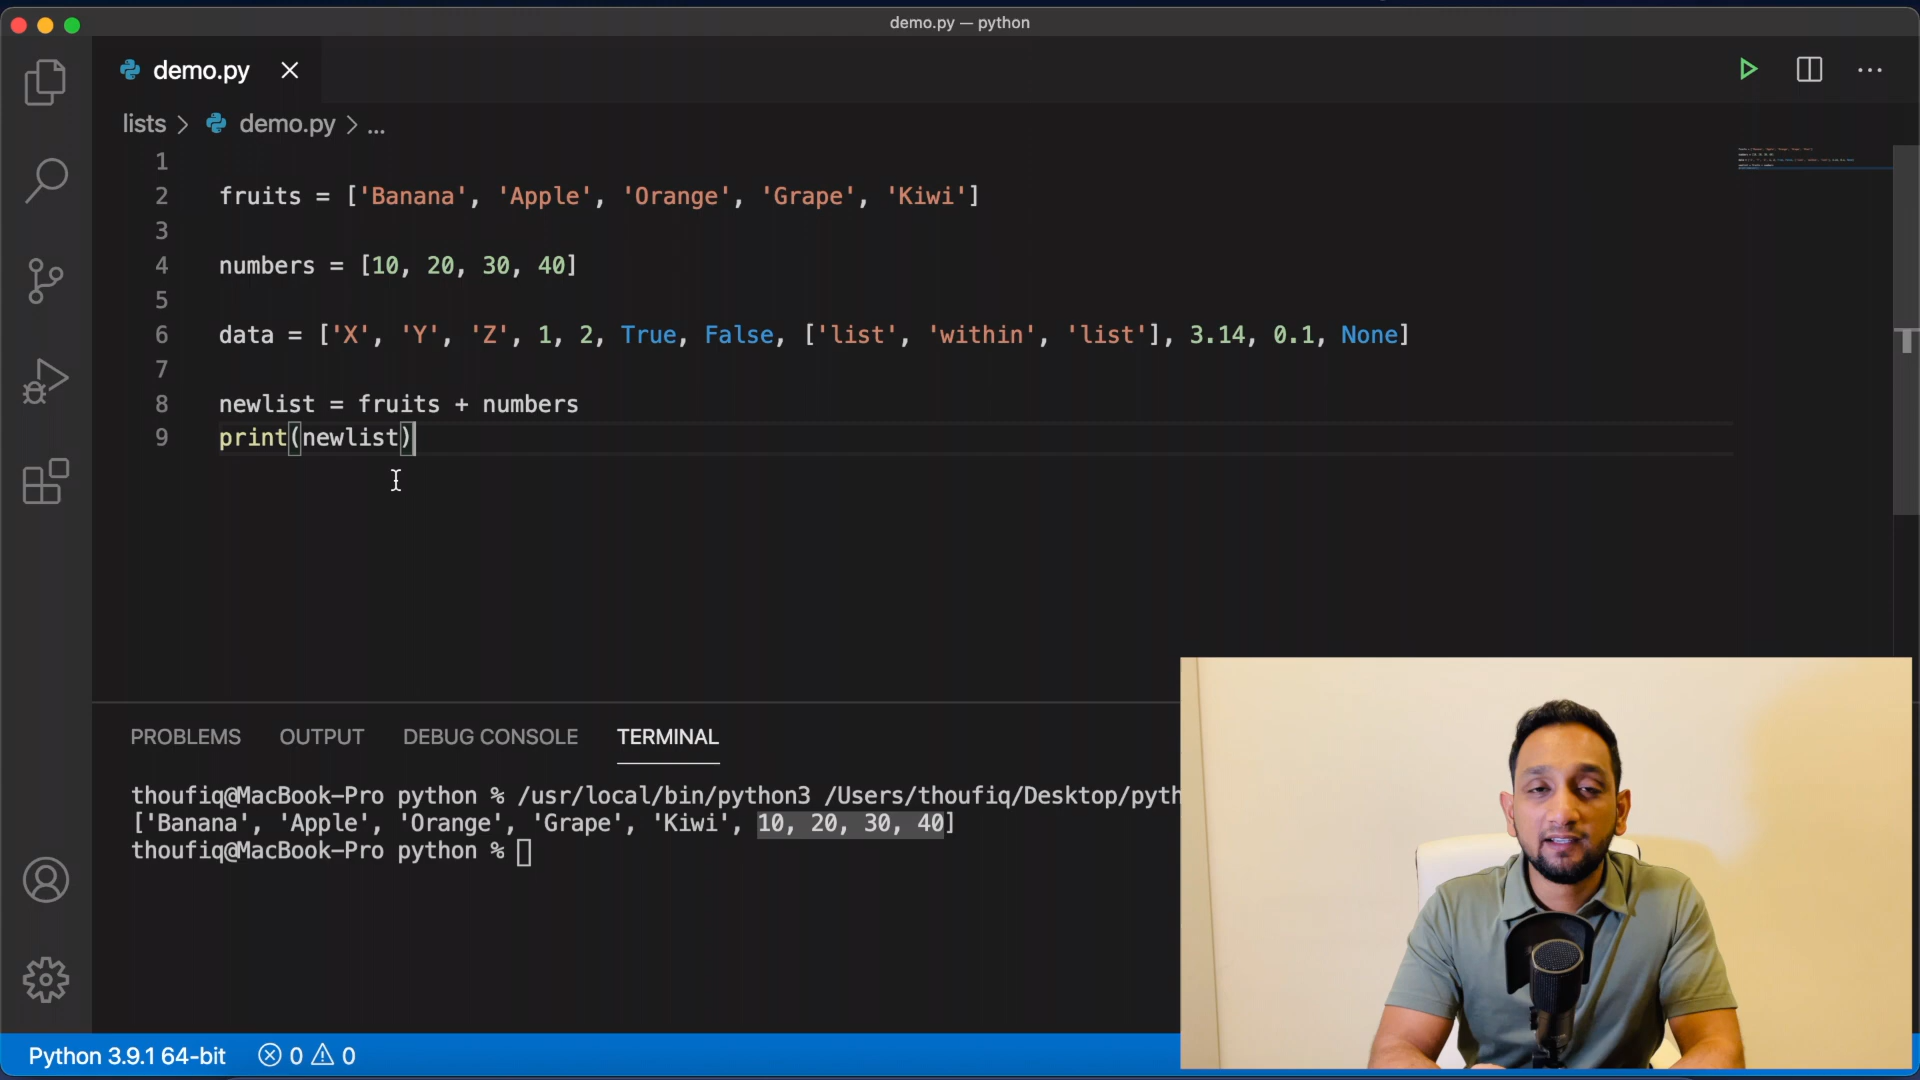 demo.py — python
demo.py
lists > demo.py > ...
1
2 fruits = ['Banana', 'Apple', 'Orange', 'Grape', 'Kiwi']
3
4 numbers = [10, 20, 30, 40]
5
6 data = ['X', 'Y', 'Z', 1, 2, True, False, ['list', 'within', 'list'], 3.14, 0.1, None]
7
8 newlist = fruits + numbers
9 print(newlist)
PROBLEMS OUTPUT DEBUG CONSOLE TERMINAL
thoufiq@MacBook-Pro python % /usr/local/bin/python3 /Users/thoufiq/Desktop/pyth
['Banana', 'Apple', 'Orange', 'Grape', 'Kiwi', 10, 20, 30, 40]
thoufiq@MacBook-Pro python %
Python 3.9.1 64-bit 0 0